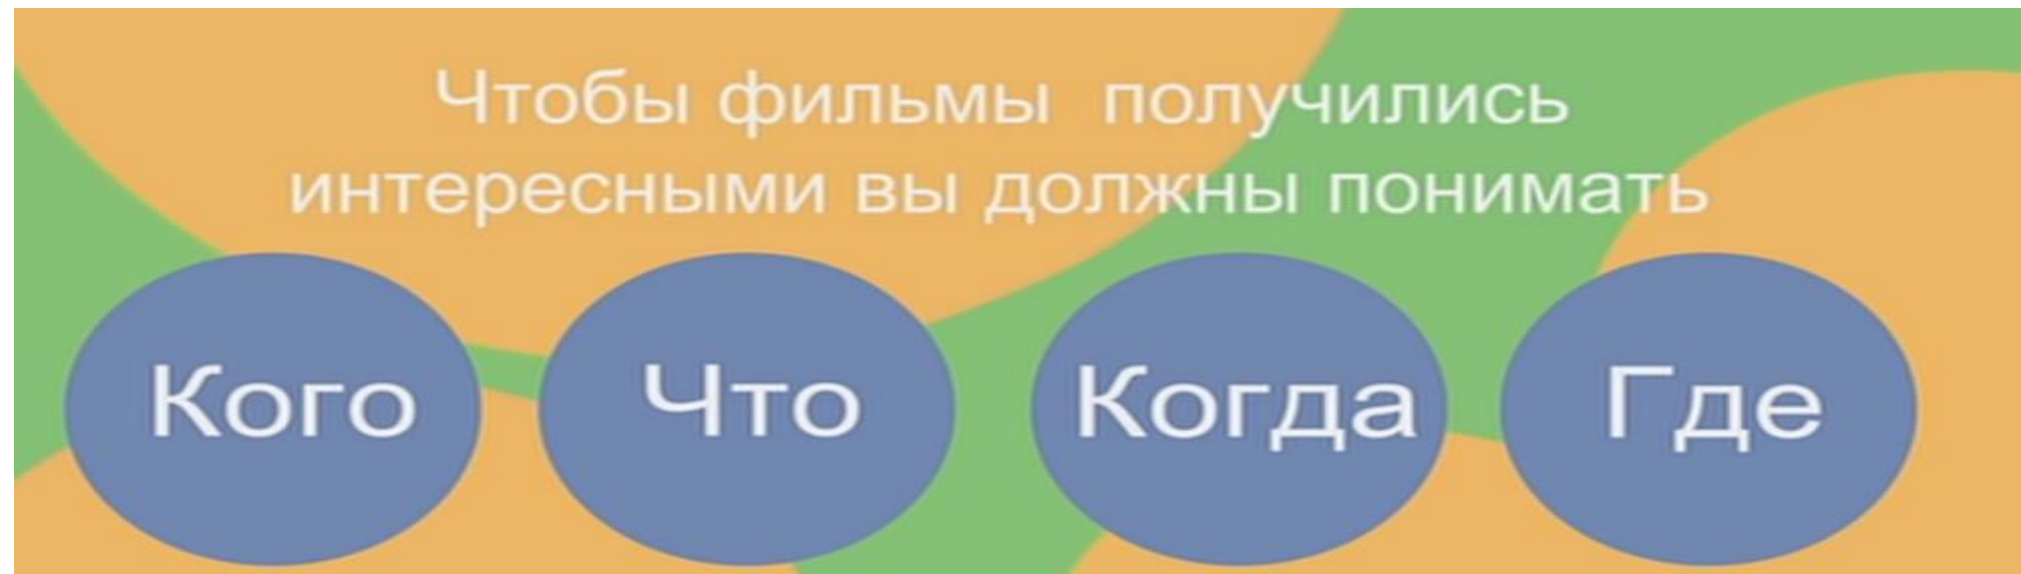 Чтобы фильмы получились
интересными вы должны понимать
Кого Что Когда Где